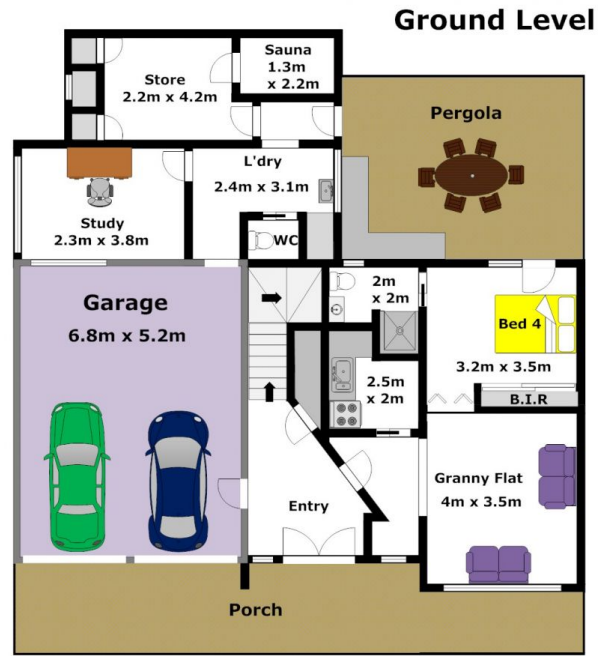 Ground Level
Sauna
1.3m
x 2.2m
Store
2.2m x 4.2m
Pergola
L'dry
2.4m x 3.1m
Study
2.3m x 3.8m
WC
2m
x 2m
Garage
6.8m x 5.2m
Bed 4
3.2m x 3.5m
B.I.R
2.5m
x 2m
Granny Flat
4m x 3.5m
Entry
Porch